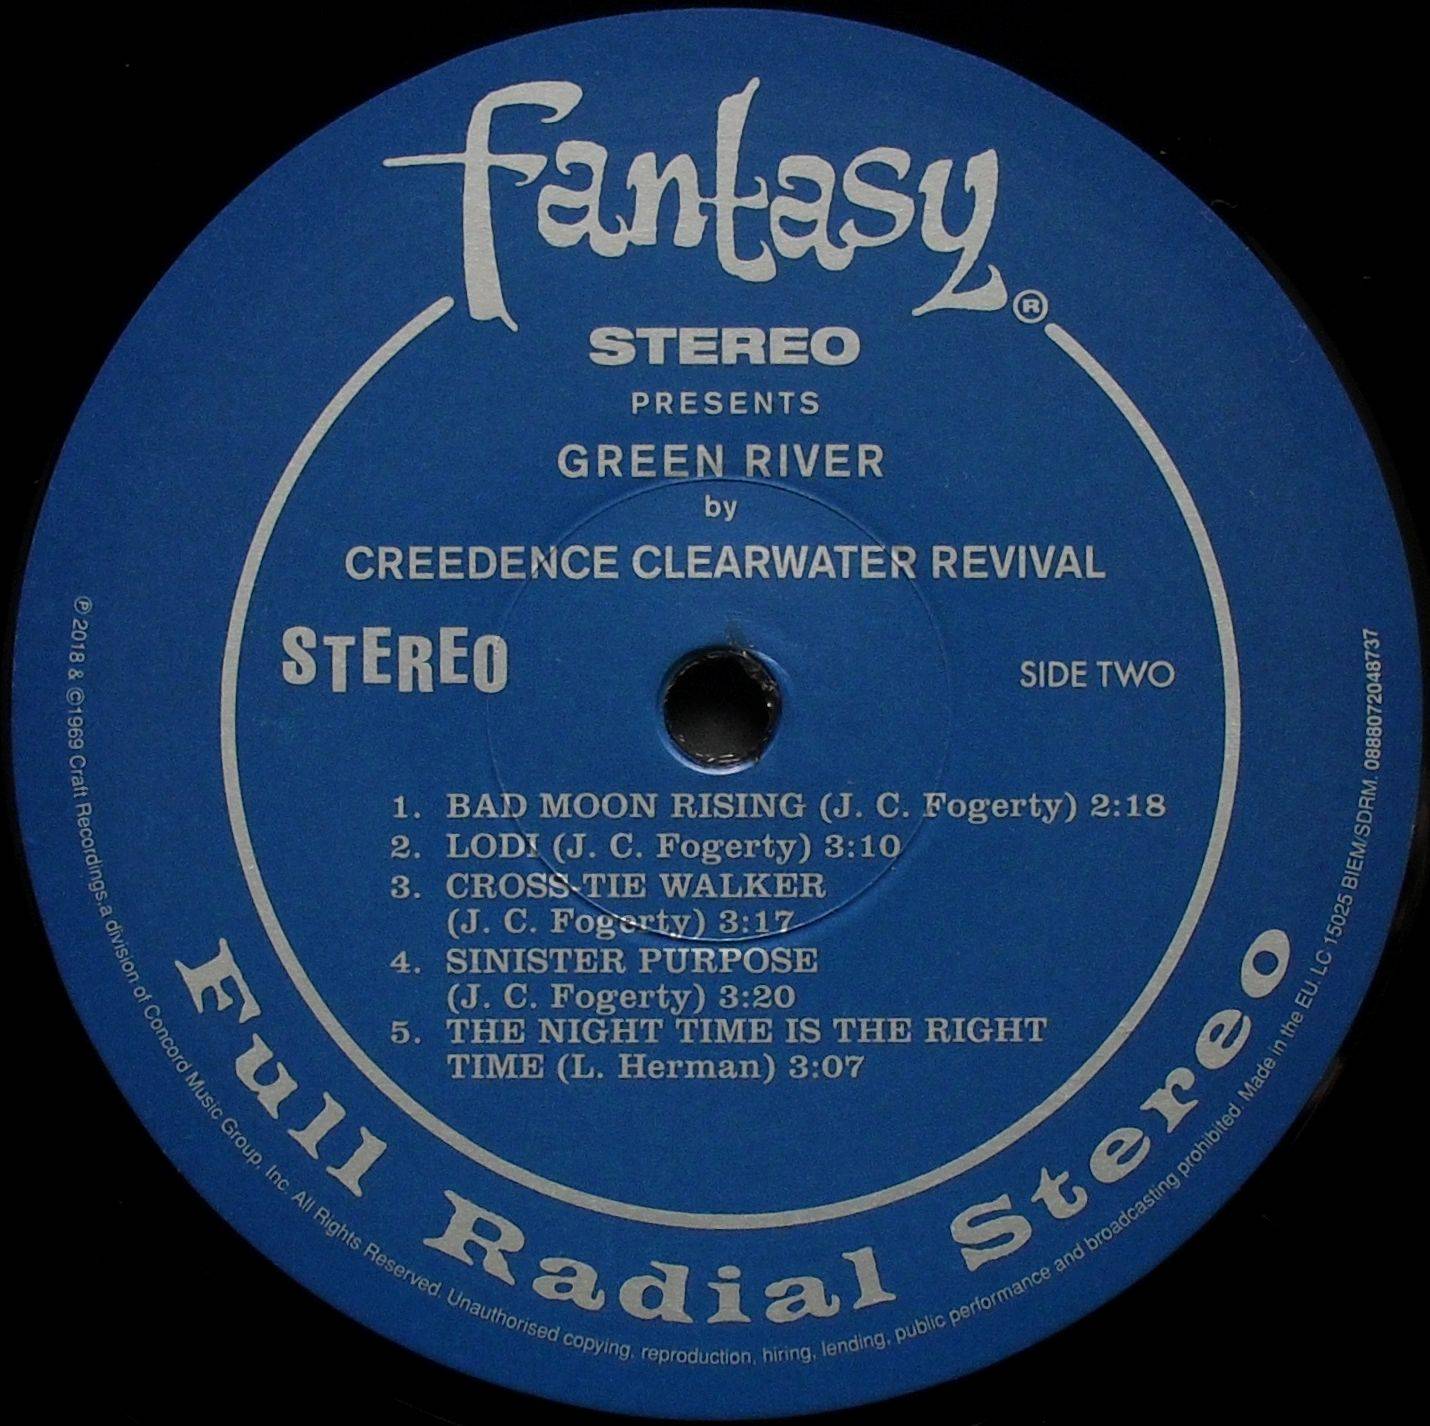 fantasy®
STEREO
PRESENTS
GREEN RIVER
by
CREEDENCE CLEARWATER REVIVAL
STEREO
SIDE TWO
1. BAD MOON RISING (J. C. Fogerty) 2:18
2. LODI (J. C. Fogerty) 3:10
3. CROSS-TIE WALKER
(J. C. Fogerty) 3:17
4. SINISTER PURPOSE
(J. C. Fogerty) 3:20
5. THE NIGHT TIME IS THE RIGHT
TIME (L. Herman) 3:07
Full Radial Stereo
℗ 2018 & ©1969 Craft Recordings,a division of Concord Music Group, Inc. All Rights Reserved. Unauthorised copying, reproduction, hiring, lending, public performance and broadcasting prohibited. Made in the EU. LC 15025 BIEM/SDRM. 0888072048737